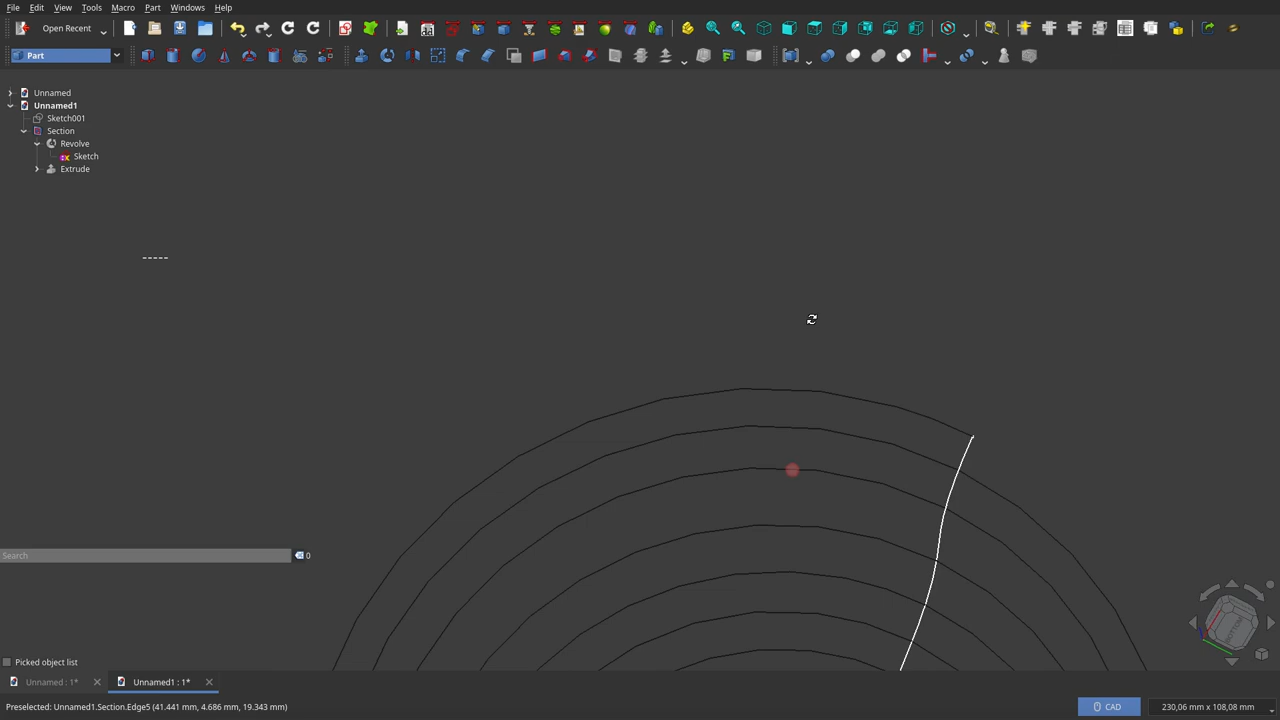 File Edit View Tools Macro Part Windows Help
Open Recent
Part
Unnamed
Unnamed1
Sketch001
Section
Revolve
Sketch
Extrude
Search
0
Picked object list
Unnamed : 1*
Unnamed1 : 1*
Preselected: Unnamed1.Section.Edge5 (41.441 mm, 4.686 mm, 19.343 mm)
CAD
230,06 mm x 108,08 mm